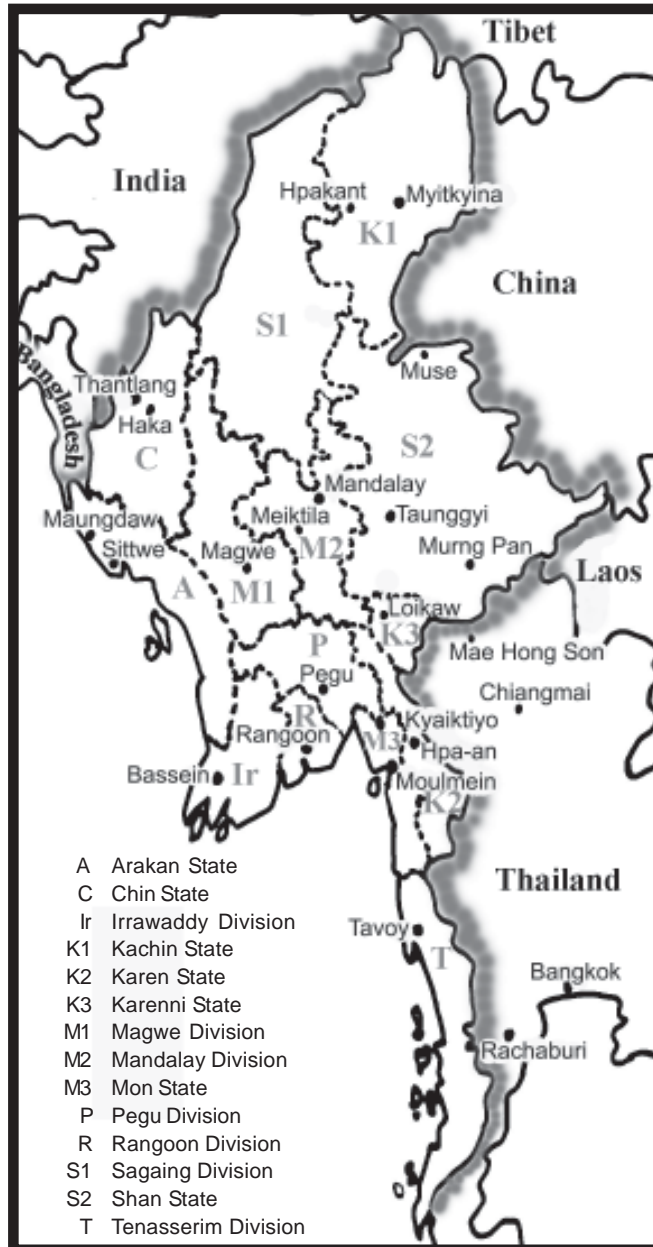 Tibet
India
Hpakant
Myitkyina
K1
China
S1
Bangladesh
Muse
Thantlang
Haka
C
S2
Mandalay
Maungdaw
Meiktila
Taunggyi
Sittwe
Magwe
M2
Murng Pan
Laos
A
M1
Loikaw
K3
P
Mae Hong Son
Pegu
Chiangmai
R
Kyaiktiyo
Rangoon
M3
Hpa-an
Bassein
Ir
Moulmein
K2
A Arakan State
C Chin State
Ir Irrawaddy Division
K1 Kachin State
K2 Karen State
K3 Karenni State
M1 Magwe Division
M2 Mandalay Division
M3 Mon State
P Pegu Division
R Rangoon Division
S1 Sagaing Division
S2 Shan State
T Tenasserim Division
Thailand
Tavoy
T
Bangkok
Rachaburi